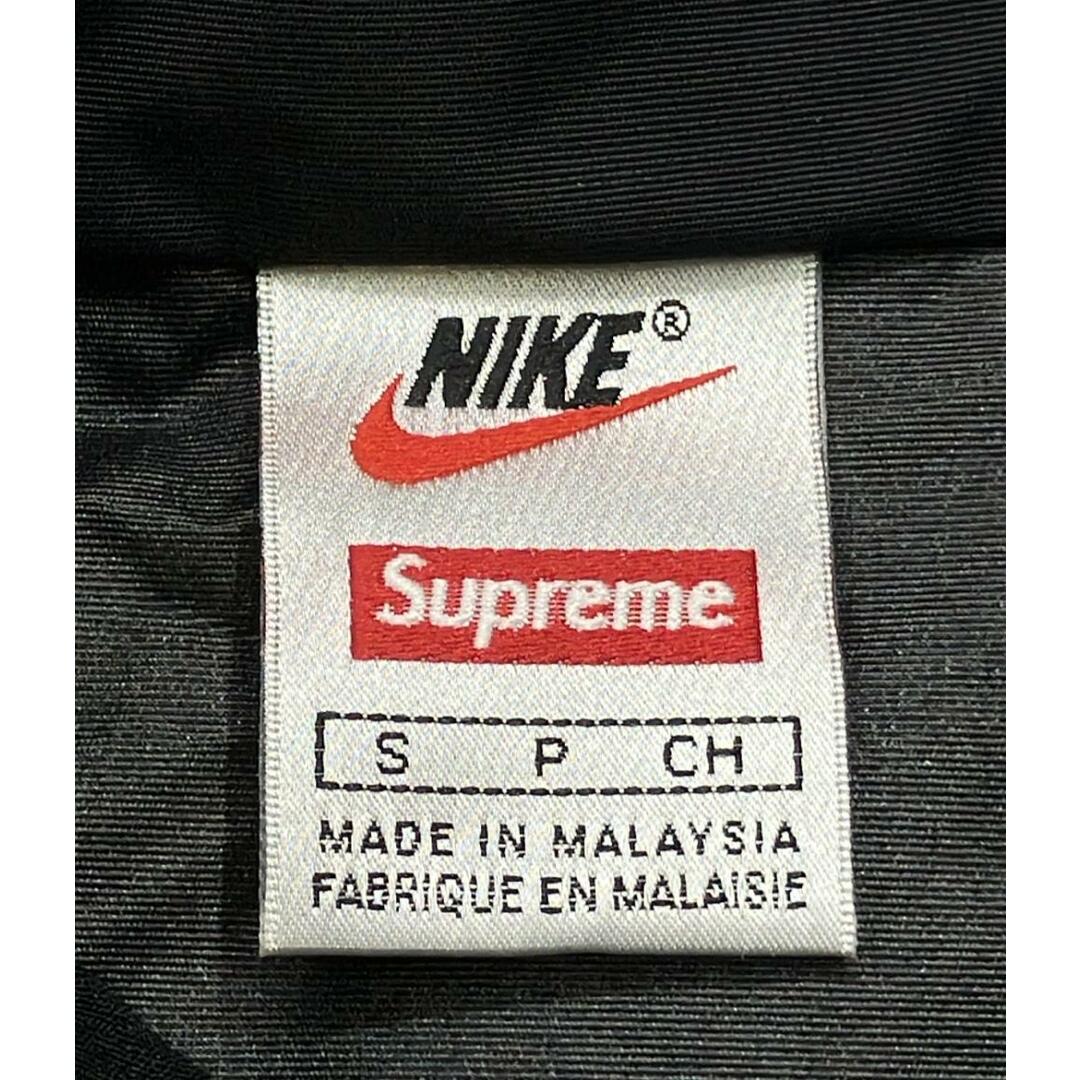 NIKE®
Supreme
S P CH
MADE IN MALAYSIA
FABRIQUE EN MALAISIE